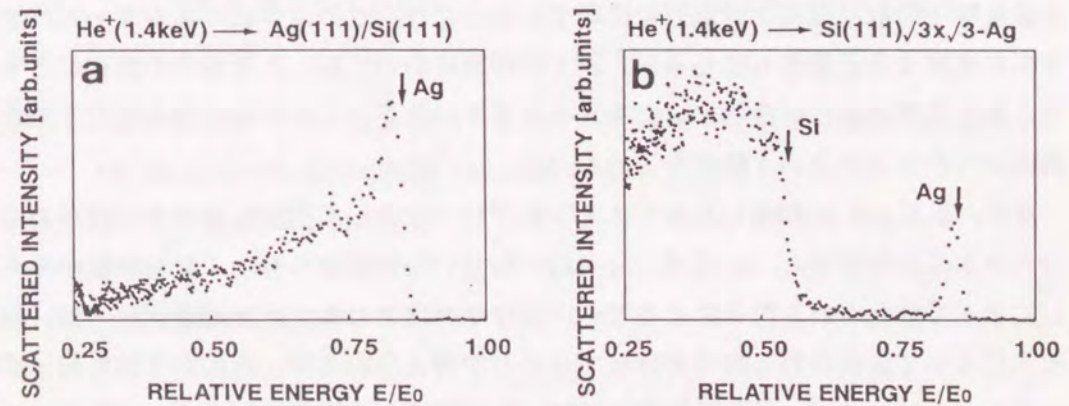 He⁺(1.4keV) → Ag(111)/Si(111)
a
Ag
SCATTERED INTENSITY [arb.units]
0.25 0.50 0.75 1.00
RELATIVE ENERGY E/E₀
He⁺(1.4keV) → Si(111)√3x√3-Ag
b
Si
Ag
SCATTERED INTENSITY [arb.units]
0.25 0.50 0.75 1.00
RELATIVE ENERGY E/E₀